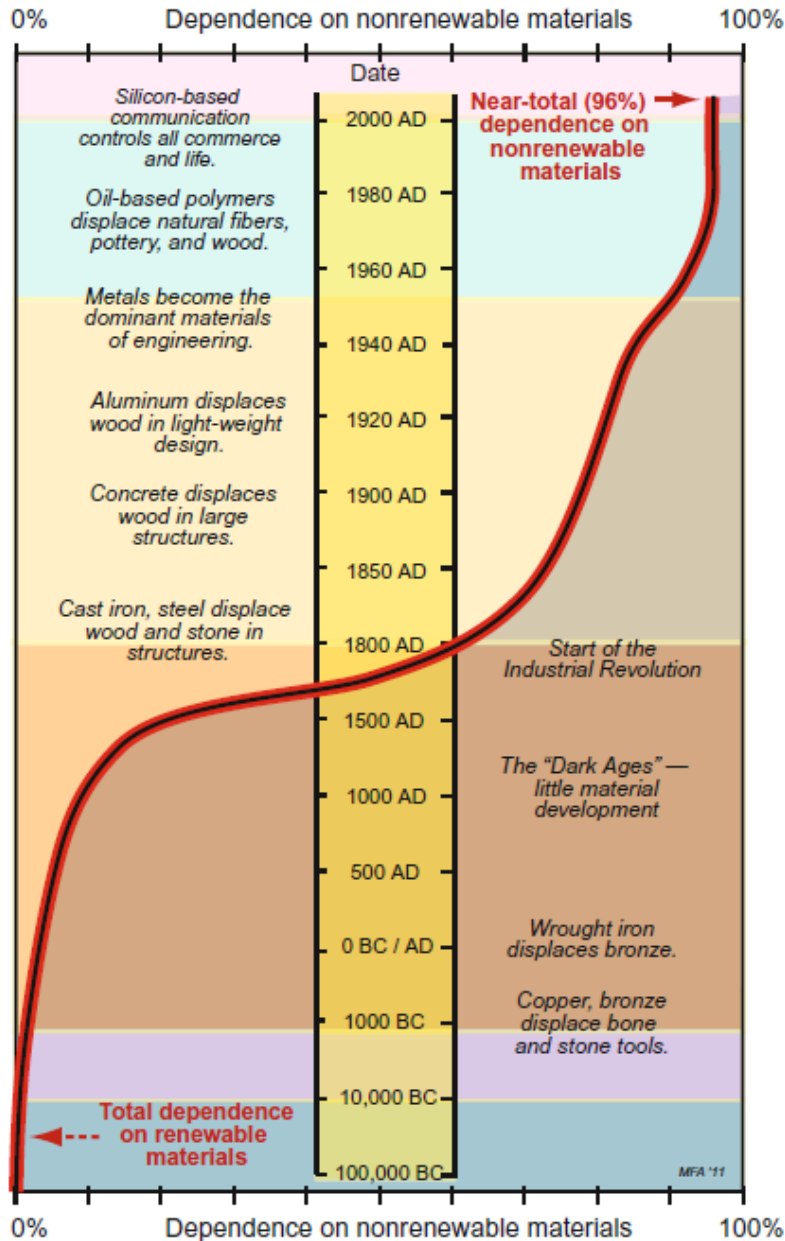 0% Dependence on nonrenewable materials 100%
Date
Silicon-based
communication
controls all commerce
and life.
Near-total (96%)
dependence on
nonrenewable
materials
2000 AD
Oil-based polymers
displace natural fibers,
pottery, and wood.
1980 AD
1960 AD
Metals become the
dominant materials
of engineering.
1940 AD
Aluminum displaces
wood in light-weight
design.
1920 AD
Concrete displaces
wood in large
structures.
1900 AD
1850 AD
Cast iron, steel displace
wood and stone in
structures.
1800 AD
Start of the
Industrial Revolution
1500 AD
The “Dark Ages” —
little material
development
1000 AD
500 AD
Wrought iron
displaces bronze.
0 BC / AD
Copper, bronze
displace bone
and stone tools.
1000 BC
10,000 BC
Total dependence
on renewable
materials
100,000 BC
MFA '11
0% Dependence on nonrenewable materials 100%